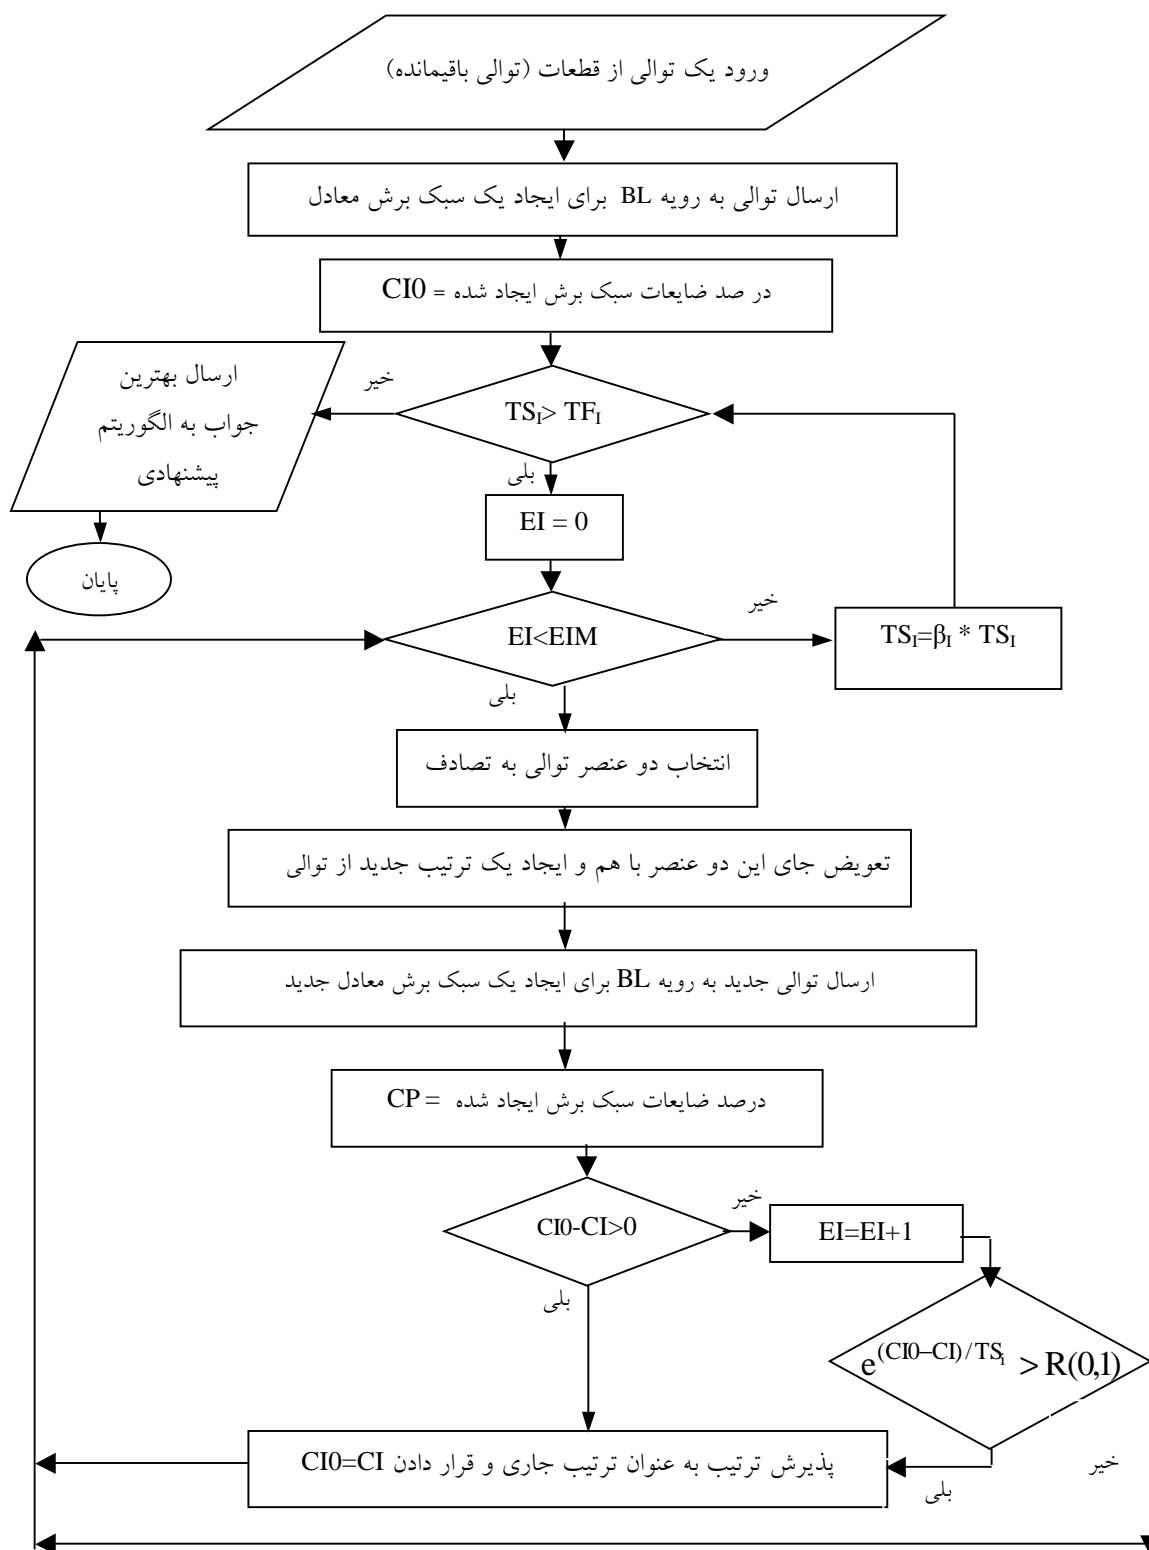 ورود یک توالی از قطعات (توالی باقیمانده)
ارسال توالی به رویه BL برای ایجاد یک سبک برش معادل
در صد ضایعات سبک برش ایجاد شده = CI0
ارسال بهترین
جواب به الگوریتم
پیشنهادی
خیر
TSI> TFI
بلی
EI = 0
پایان
EI<EIM
خیر
TSI=βI * TSI
بلی
انتخاب دو عنصر توالی به تصادف
تعویض جای این دو عنصر با هم و ایجاد یک ترتیب جدید از توالی
ارسال توالی جدید به رویه BL برای ایجاد یک سبک برش معادل جدید
درصد ضایعات سبک برش ایجاد شده = CP
CI0-CI>0
خیر
EI=EI+1
بلی
e^(CI0–CI)/TSi > R(0,1)
پذیرش ترتیب به عنوان ترتیب جاری و قرار دادن CI0=CI
بلی
خیر